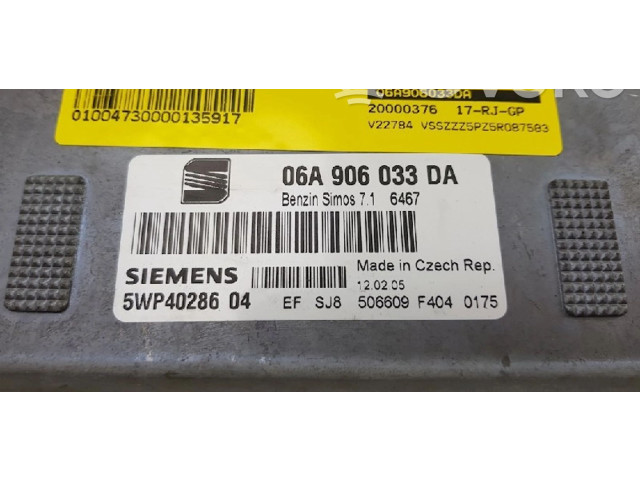 06A906033DA
01004730000135917
20000376 17-RJ-GP
V22784 VSSZZZ5PZ5R087583
06A 906 033 DA
Benzin Simos 7.1 6467
SIEMENS
Made in Czech Rep.
12.02.05
5WP40286 04 EF SJ8 506609 F404 0175